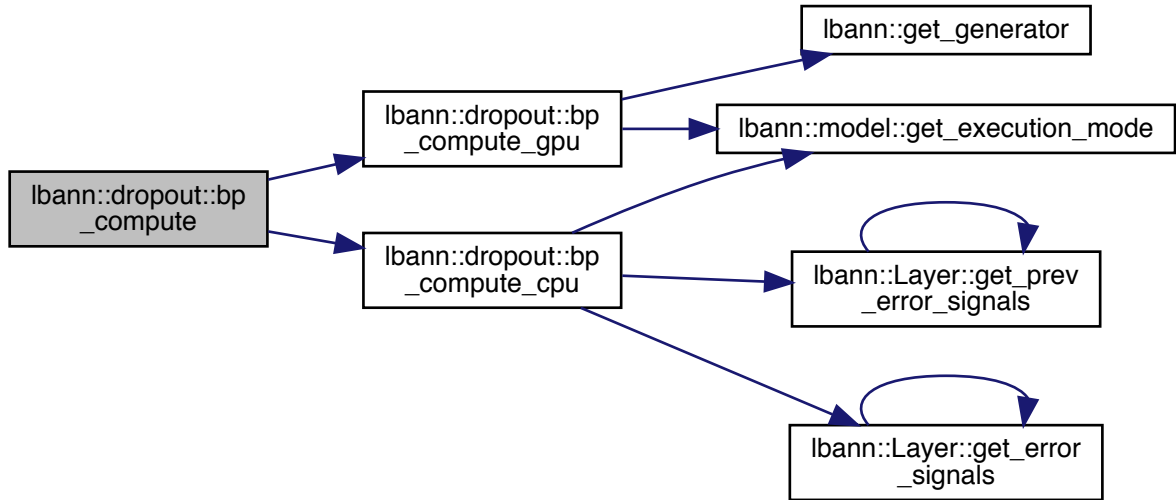 lbann::get_generator
lbann::dropout::bp
_compute_gpu
lbann::model::get_execution_mode
lbann::dropout::bp
_compute
lbann::dropout::bp
_compute_cpu
lbann::Layer::get_prev
_error_signals
lbann::Layer::get_error
_signals